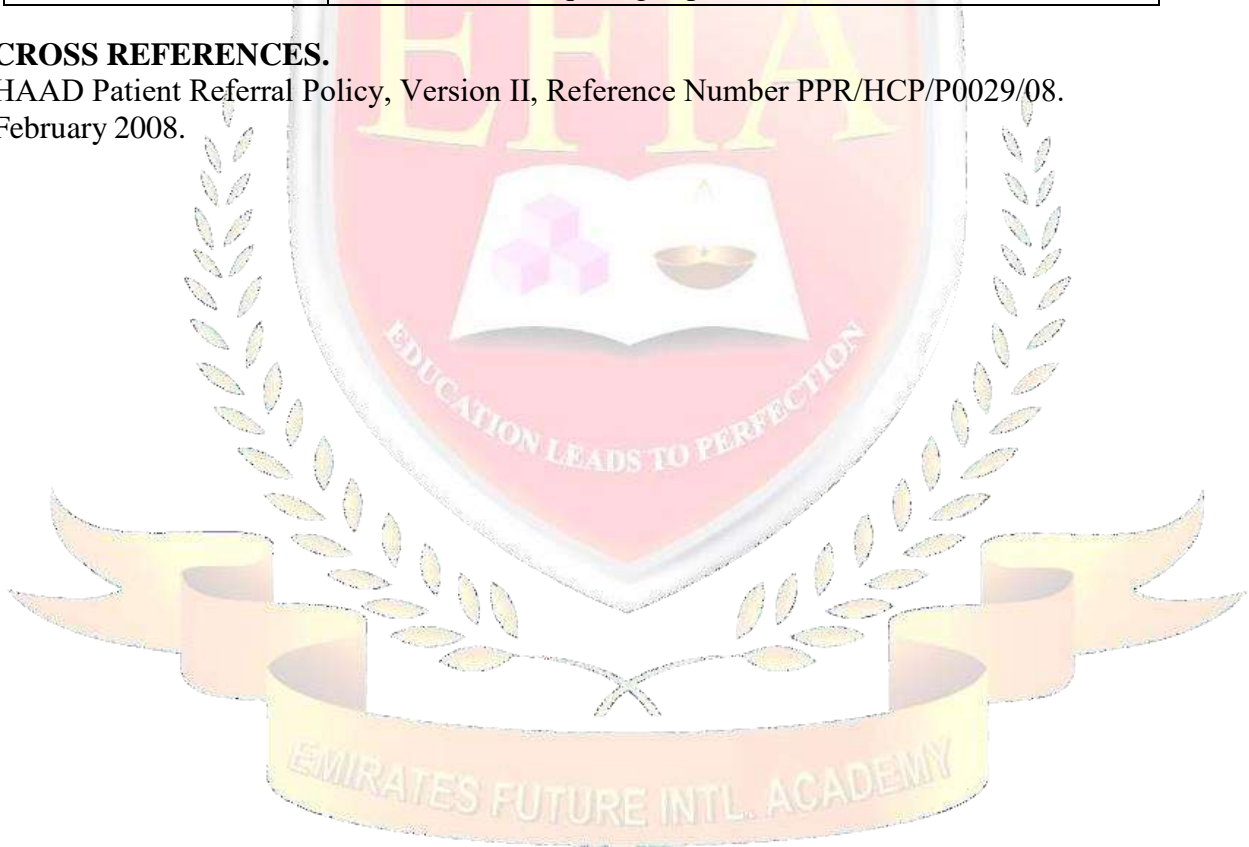 CROSS REFERENCES.
HAAD Patient Referral Policy, Version II, Reference Number PPR/HCP/P0029/08.
February 2008.
EFIA
EDUCATION LEADS TO PERFECTION
EMIRATES FUTURE INTL. ACADEMY